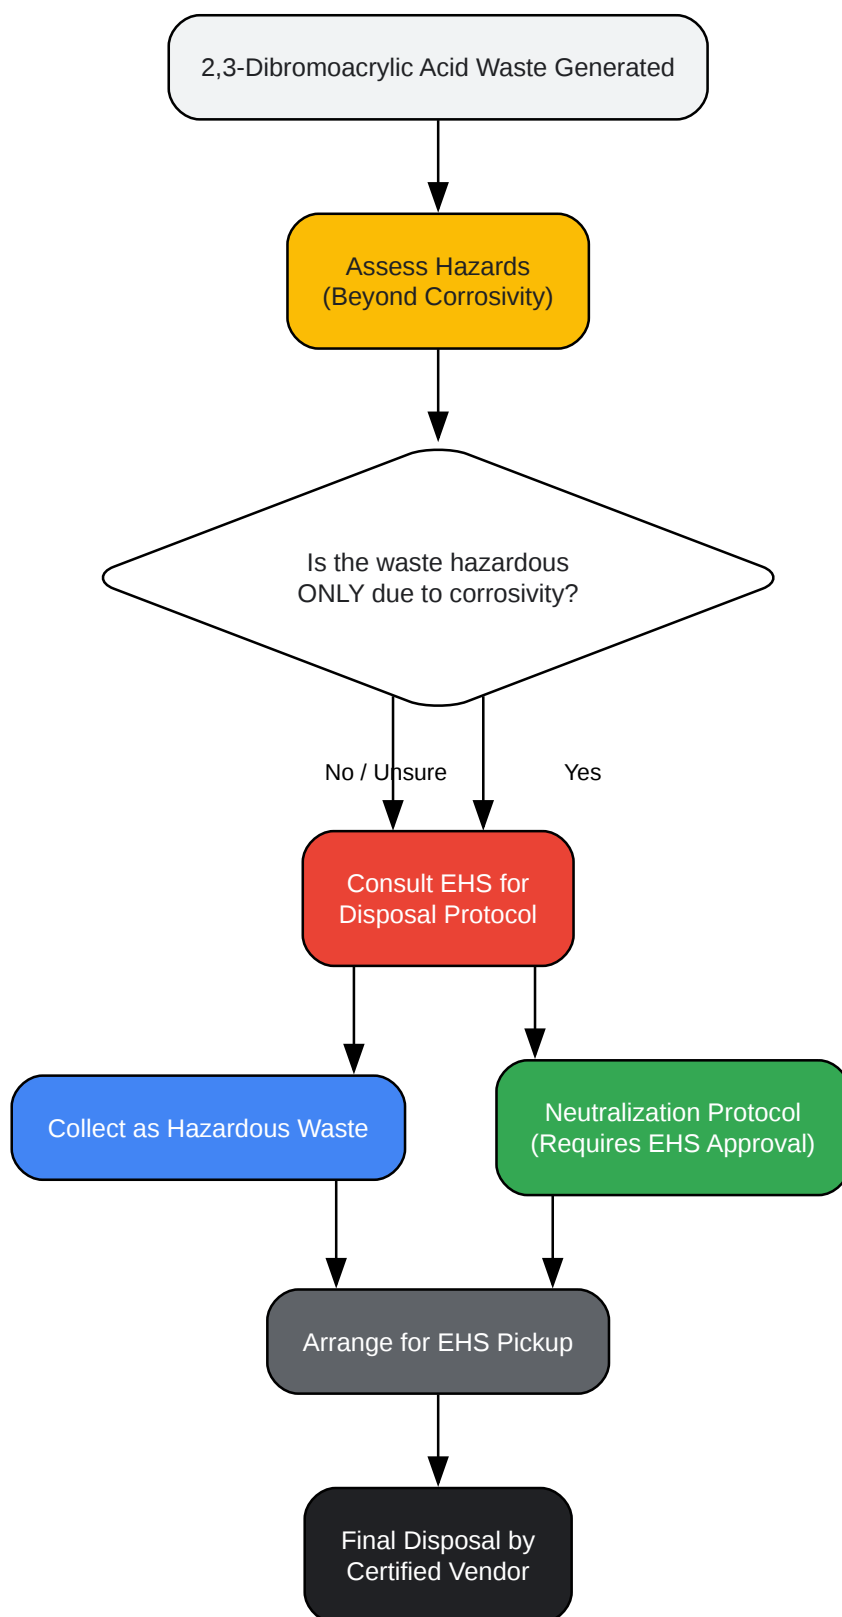 2,3-Dibromoacrylic Acid Waste Generated
Assess Hazards
(Beyond Corrosivity)
Is the waste hazardous
ONLY due to corrosivity?
No / Unsure
Yes
Consult EHS for
Disposal Protocol
Collect as Hazardous Waste
Neutralization Protocol
(Requires EHS Approval)
Arrange for EHS Pickup
Final Disposal by
Certified Vendor